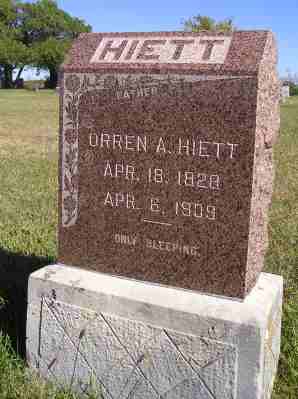 HIETT
FATHER
ORREN A. HIETT
APR. 18. 1828
APR. 6. 1909
ONLY SLEEPING.